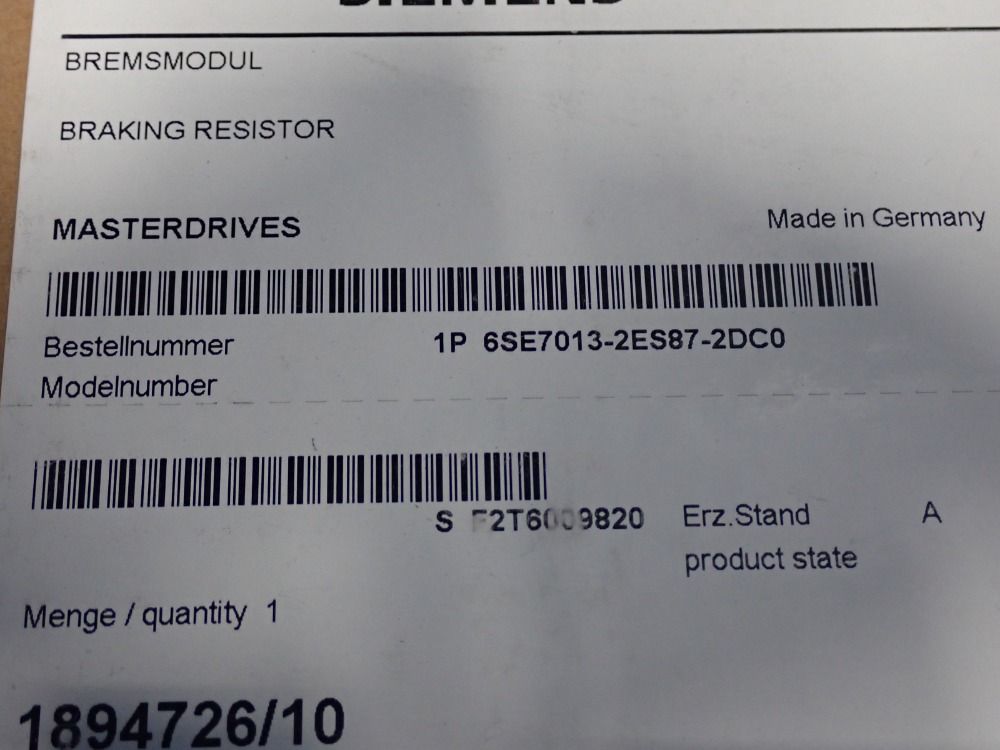 SIEMENS
BREMSMODUL
BRAKING RESISTOR
MASTERDRIVES
Made in Germany
Bestellnummer 1P 6SE7013-2ES87-2DC0
Modelnumber
S
Erz.Stand A
product state
Menge / quantity 1
1894726/10